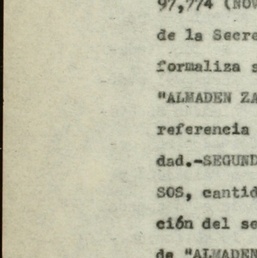 97,774 (NOV
de la Secre
formaliza s
"ALMADEN ZA
referencia
dad.-SEGUND
SOS, cantid
ción del se
de "ALMADEN